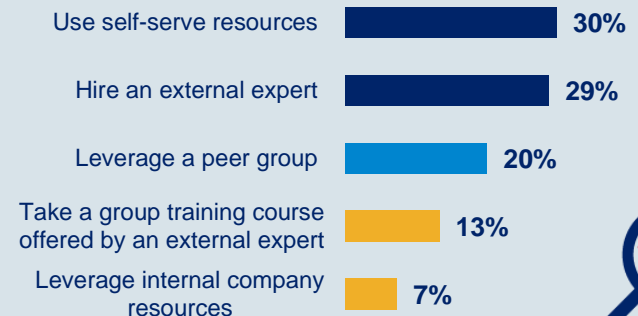 Use self-serve resources 30%
Hire an external expert 29%
Leverage a peer group 20%
Take a group training course
offered by an external expert 13%
Leverage internal company
resources 7%